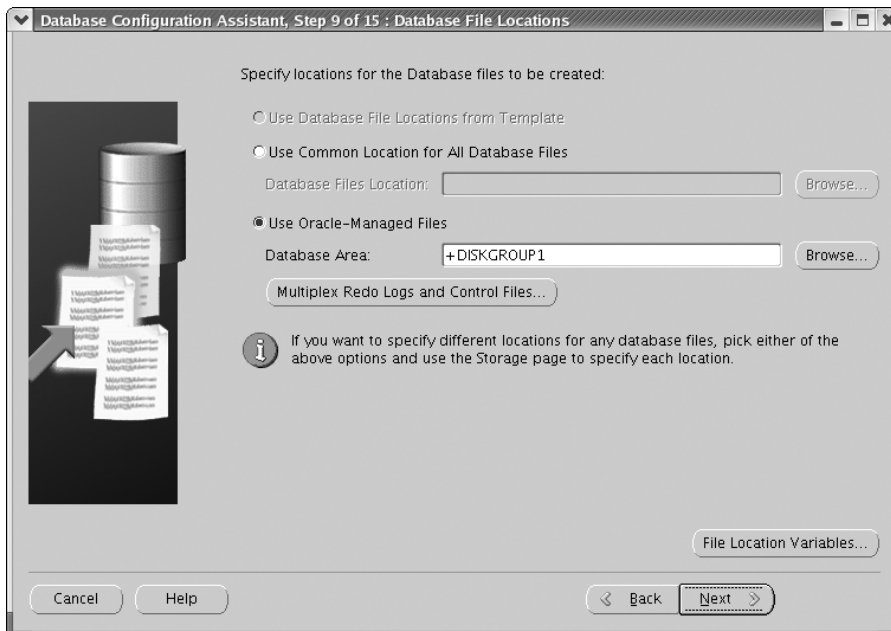 Database Configuration Assistant, Step 9 of 15 : Database File Locations
Specify locations for the Database files to be created:
Use Database File Locations from Template
Use Common Location for All Database Files
Database Files Location:
Browse...
Use Oracle-Managed Files
Database Area:
+DISKGROUP1
Browse...
Multiplex Redo Logs and Control Files...
If you want to specify different locations for any database files, pick either of the
above options and use the Storage page to specify each location.
File Location Variables...
Cancel
Help
Back
Next